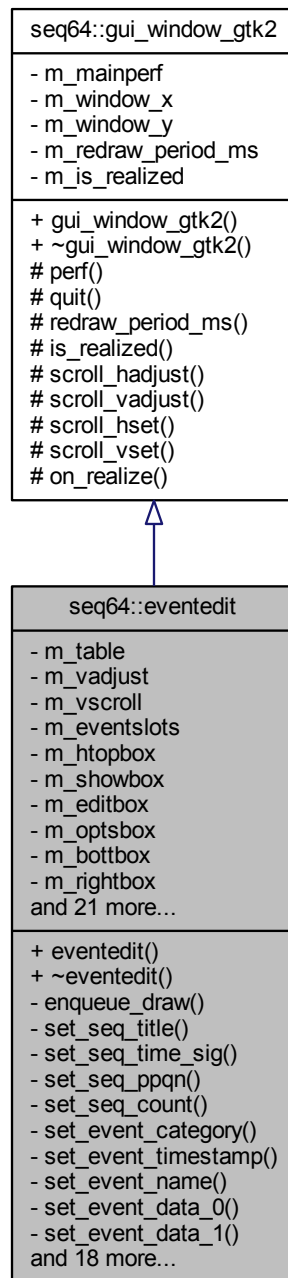 seq64::gui_window_gtk2
- m_mainperf
- m_window_x
- m_window_y
- m_redraw_period_ms
- m_is_realized
+ gui_window_gtk2()
+ ~gui_window_gtk2()
# perf()
# quit()
# redraw_period_ms()
# is_realized()
# scroll_hadjust()
# scroll_vadjust()
# scroll_hset()
# scroll_vset()
# on_realize()
seq64::eventedit
- m_table
- m_vadjust
- m_vscroll
- m_eventslots
- m_htopbox
- m_showbox
- m_editbox
- m_optsbox
- m_bottbox
- m_rightbox
and 21 more...
+ eventedit()
+ ~eventedit()
- enqueue_draw()
- set_seq_title()
- set_seq_time_sig()
- set_seq_ppqn()
- set_seq_count()
- set_event_category()
- set_event_timestamp()
- set_event_name()
- set_event_data_0()
- set_event_data_1()
and 18 more...